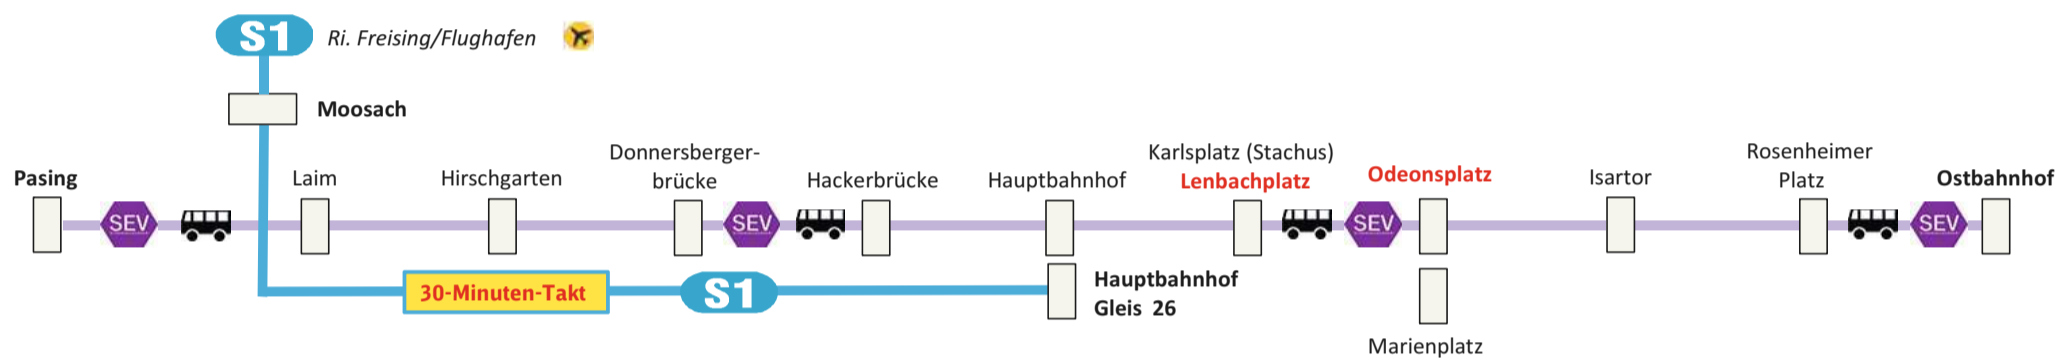 S1 Ri. Freising/Flughafen
Moosach
Pasing
SEV
Laim
Hirschgarten
Donnersberger-
brücke
SEV
Hackerbrücke
Hauptbahnhof
Karlsplatz (Stachus)
Lenbachplatz
SEV
Odeonsplatz
Isartor
Rosenheimer
Platz
SEV
Ostbahnhof
30-Minuten-Takt
S1
Hauptbahnhof
Gleis 26
Marienplatz